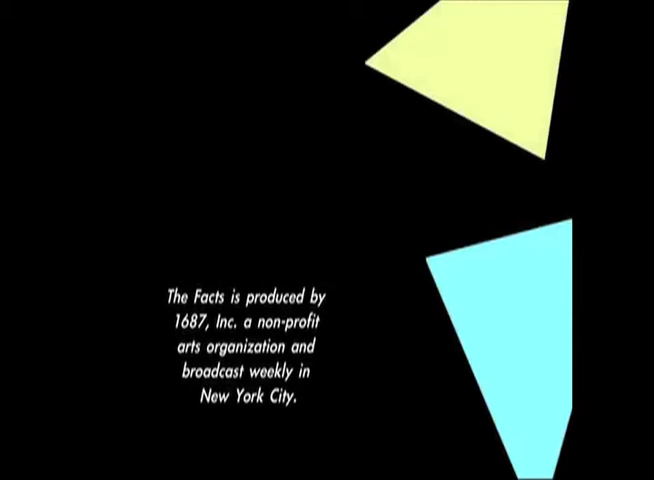 The Facts is produced by
1687, Inc. a non-profit
arts organization and
broadcast weekly in
New York City.